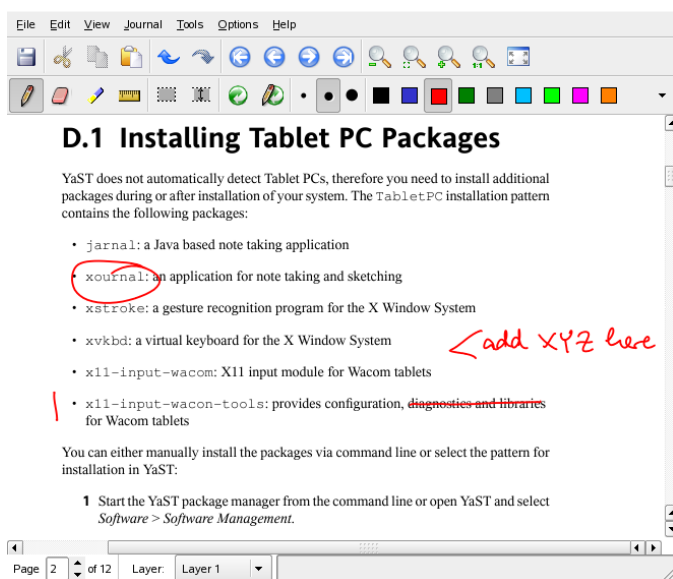 File Edit View Journal Tools Options Help
D.1 Installing Tablet PC Packages
YaST does not automatically detect Tablet PCs, therefore you need to install additional
packages during or after installation of your system. The TabletPC installation pattern
contains the following packages:
• jarnal: a Java based note taking application
• xournal: an application for note taking and sketching
• xstroke: a gesture recognition program for the X Window System
• xvkbd: a virtual keyboard for the X Window System
add XYZ here
• x11-input-wacom: X11 input module for Wacom tablets
• x11-input-wacon-tools: provides configuration, diagnostics and libraries
for Wacom tablets
You can either manually install the packages via command line or select the pattern for
installation in YaST:
1 Start the YaST package manager from the command line or open YaST and select
Software > Software Management.
Page 2 of 12 Layer: Layer 1